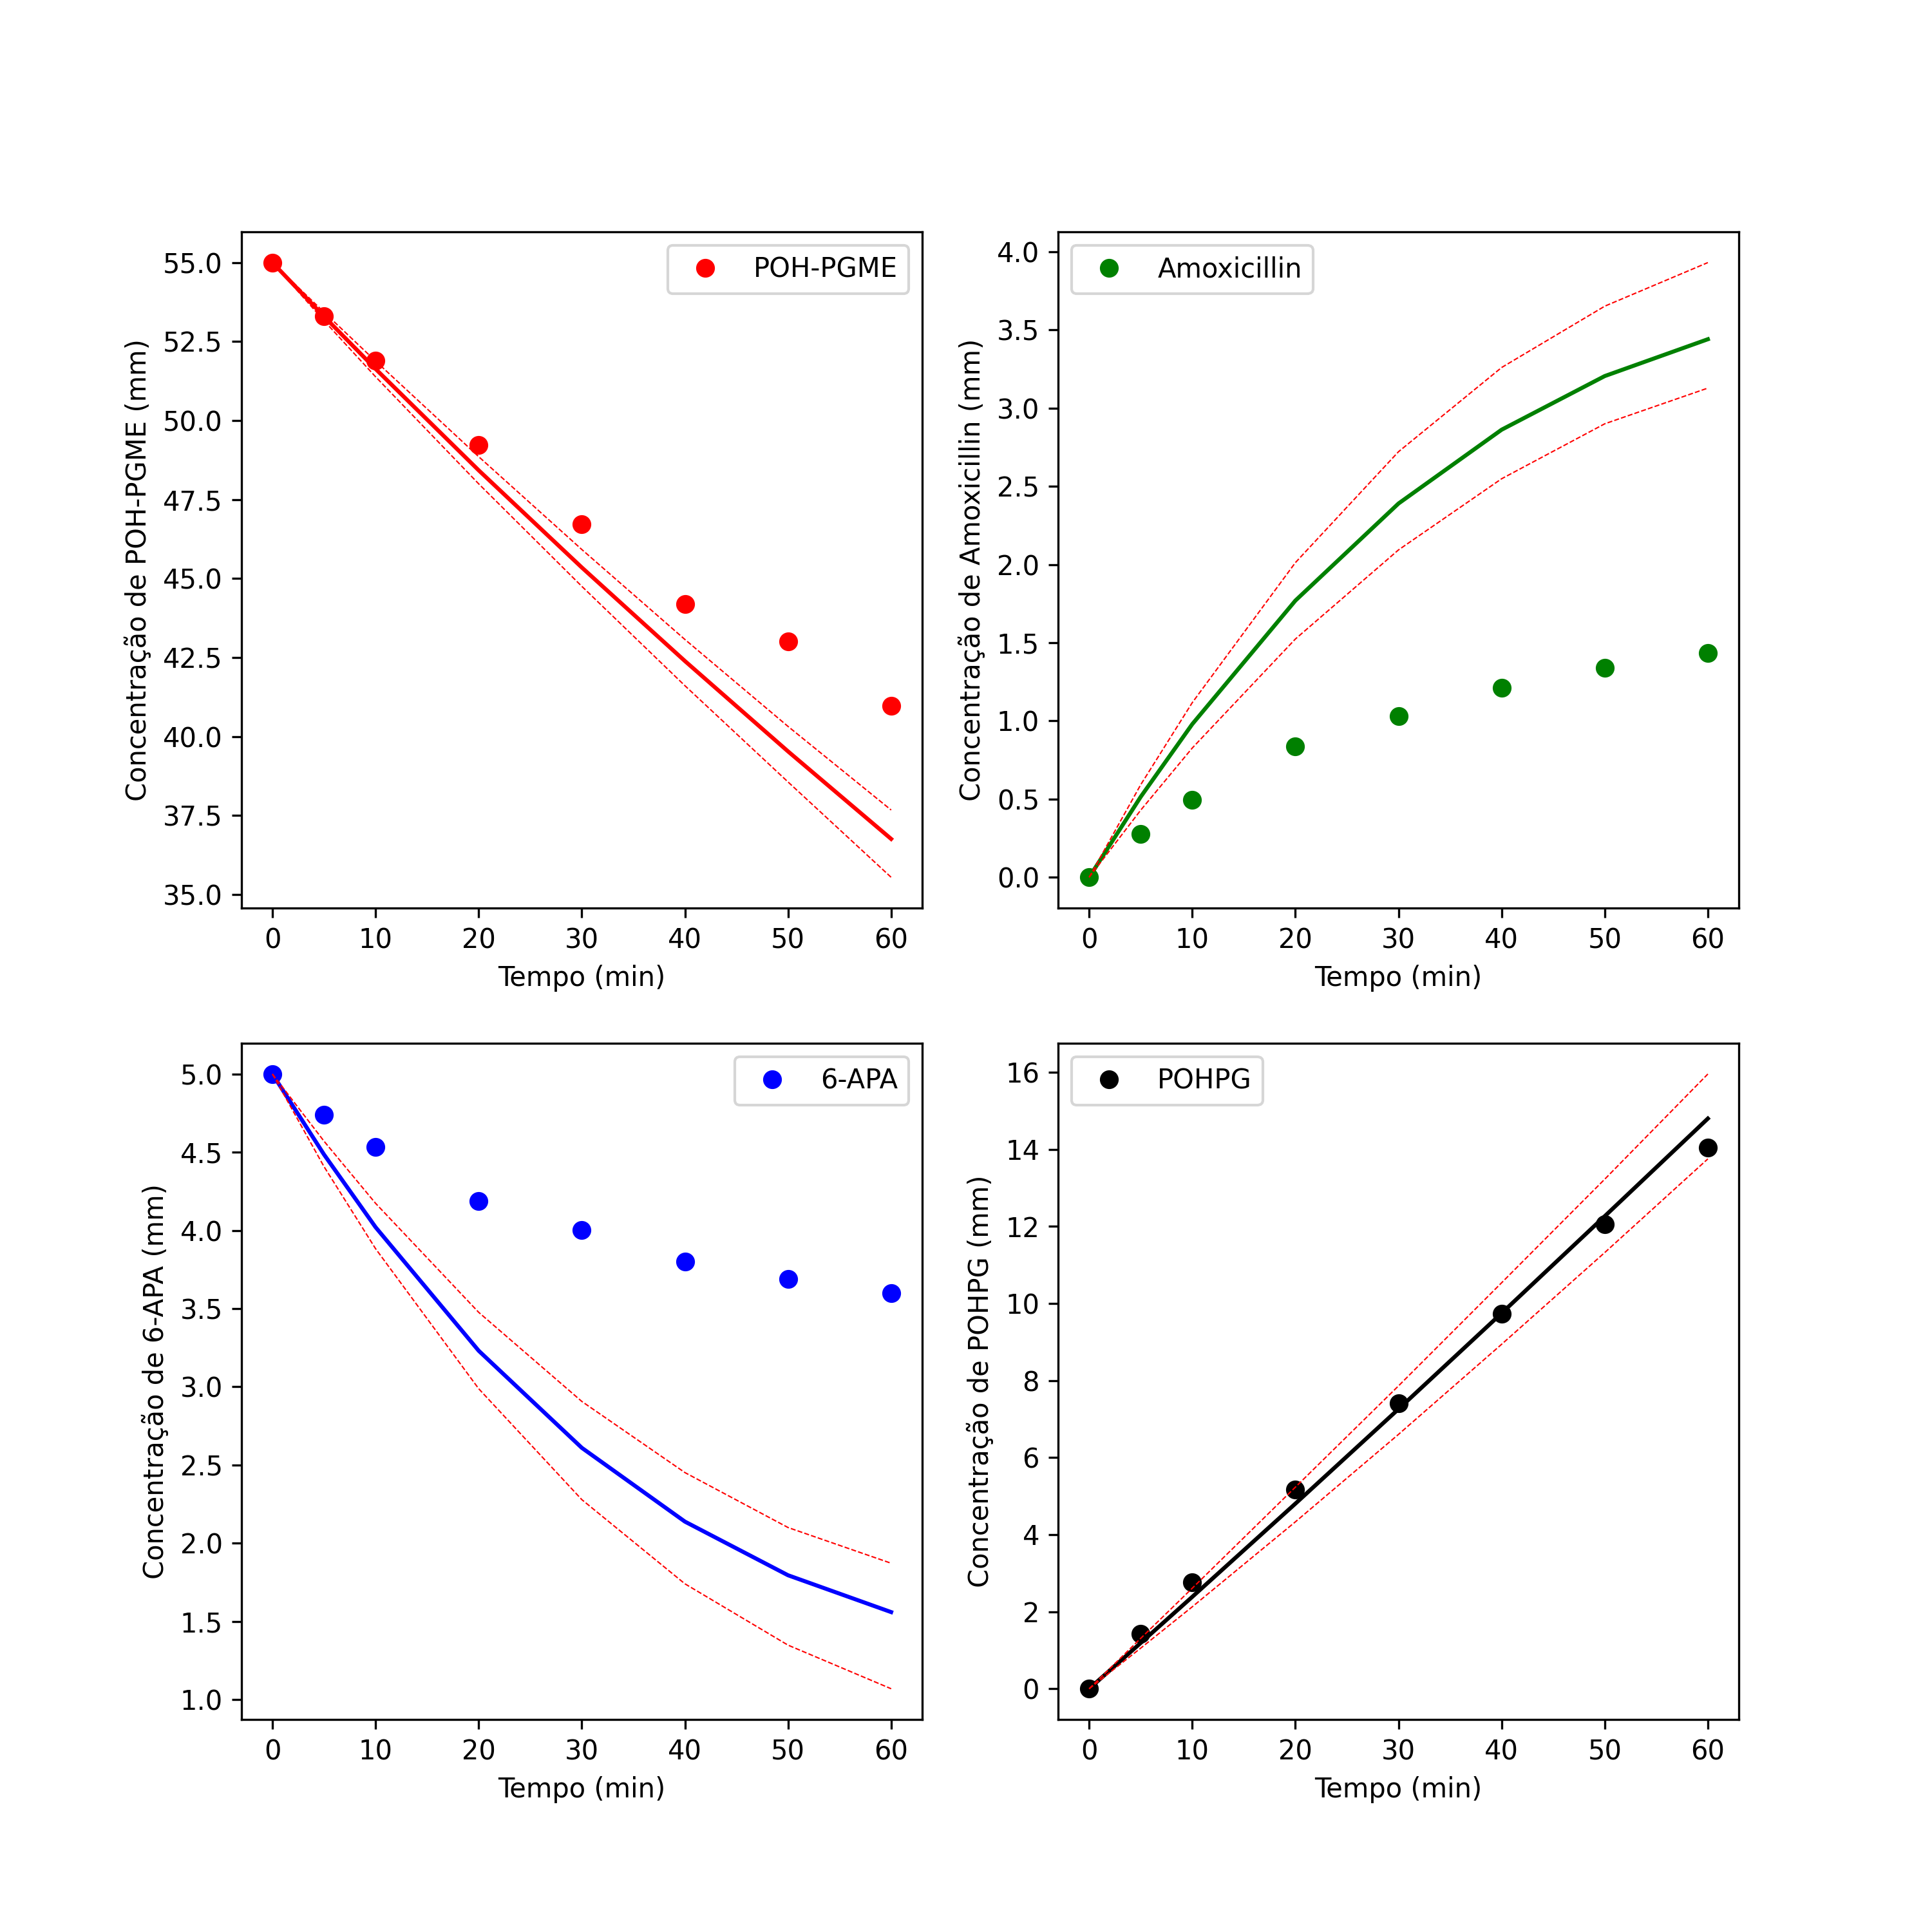 POH-PGME
55.0
52.5
50.0
47.5
45.0
42.5
40.0
37.5
35.0
Concentração de POH-PGME (mm)
0 10 20 30 40 50 60
Tempo (min)
Amoxicillin
4.0
3.5
3.0
2.5
2.0
1.5
1.0
0.5
0.0
Concentração de Amoxicillin (mm)
0 10 20 30 40 50 60
Tempo (min)
6-APA
5.0
4.5
4.0
3.5
3.0
2.5
2.0
1.5
1.0
Concentração de 6-APA (mm)
0 10 20 30 40 50 60
Tempo (min)
POHPG
16
14
12
10
8
6
4
2
0
Concentração de POHPG (mm)
0 10 20 30 40 50 60
Tempo (min)